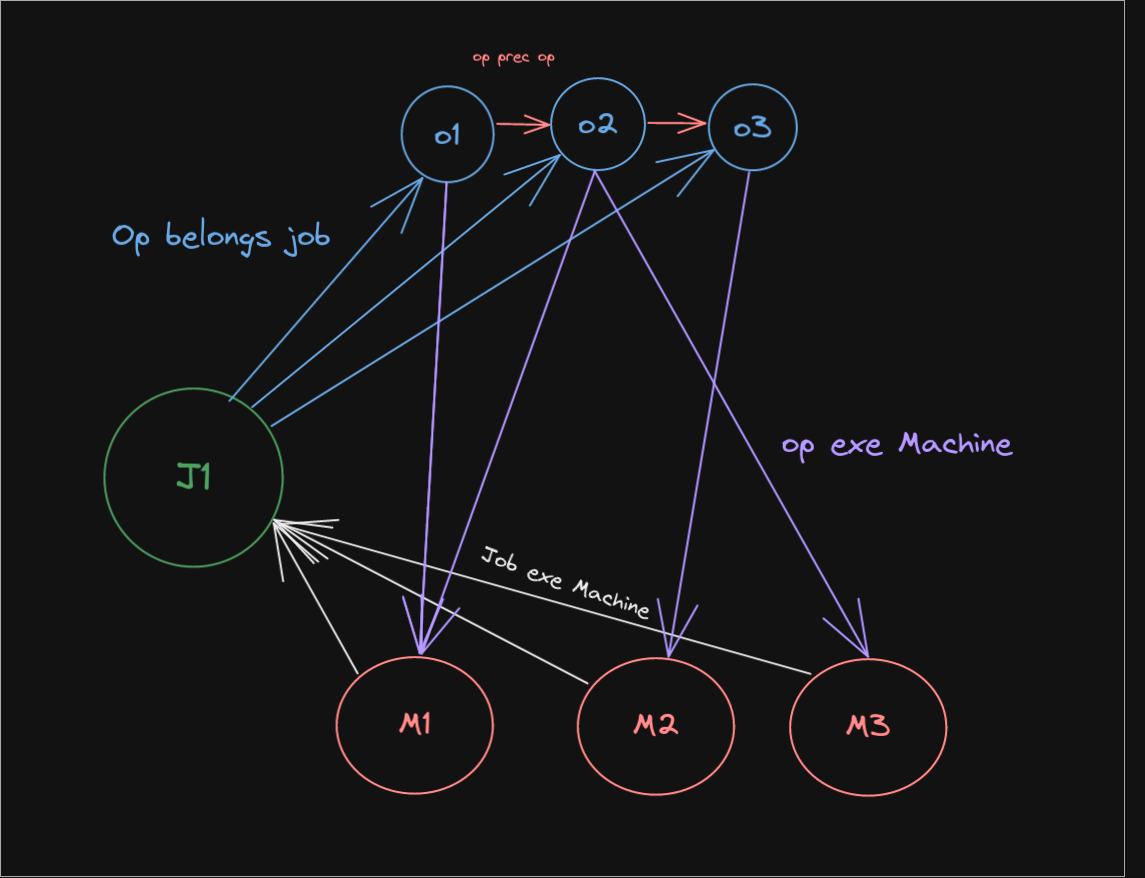 op prec op
o1
o2
o3
Op belongs job
op exe Machine
J1
Job exe Machine
M1
M2
M3